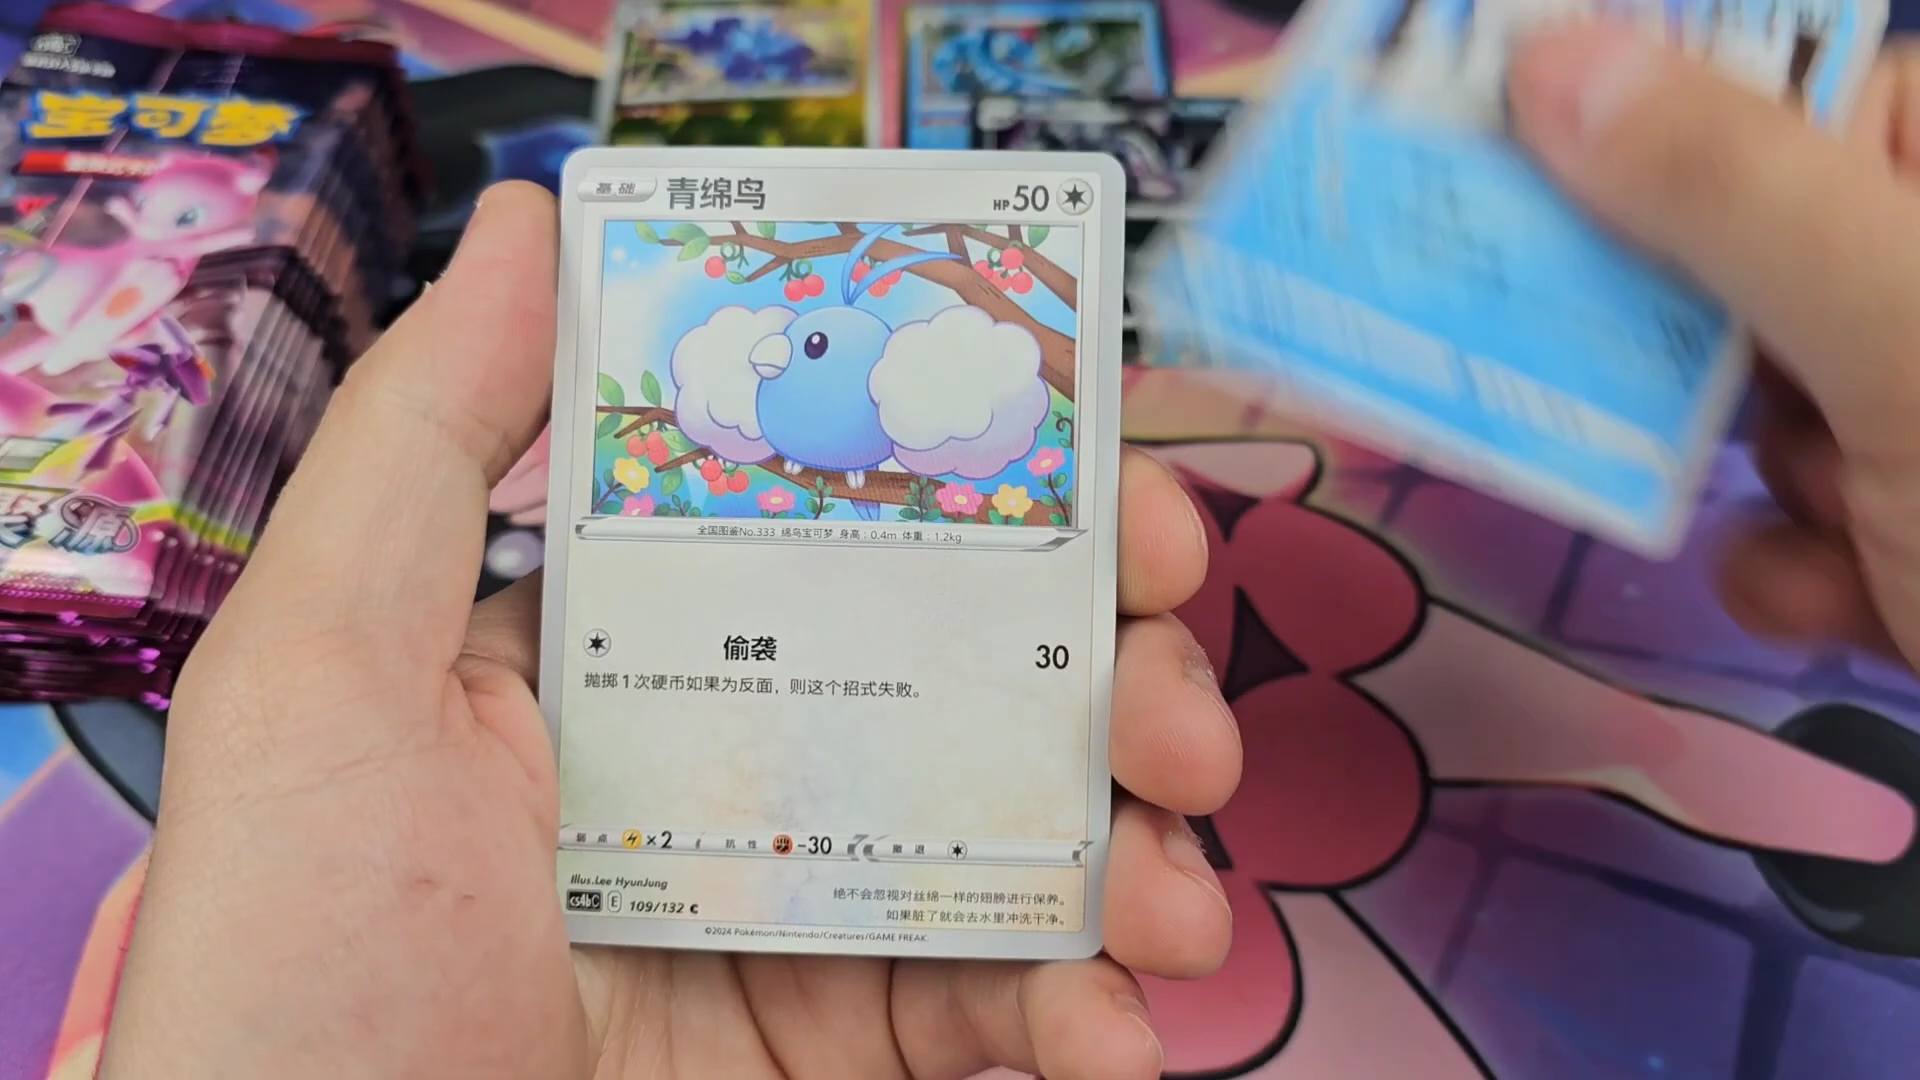 宝可梦
聚
源
基础
青绵鸟
HP50
全国图鉴No.333 绵鸟宝可梦 身高：0.4m 体重：1.2kg
偷袭
30
抛掷1次硬币如果为反面，则这个招式失败。
弱点 ×2 抗性 -30 撤退
Illus.Lee HyunJung
cs4bC E 109/132 C
绝不会忽视对丝绵一样的翅膀进行保养。
如果脏了就会去水里冲洗干净。
©2024 Pokémon/Nintendo/Creatures/GAME FREAK.